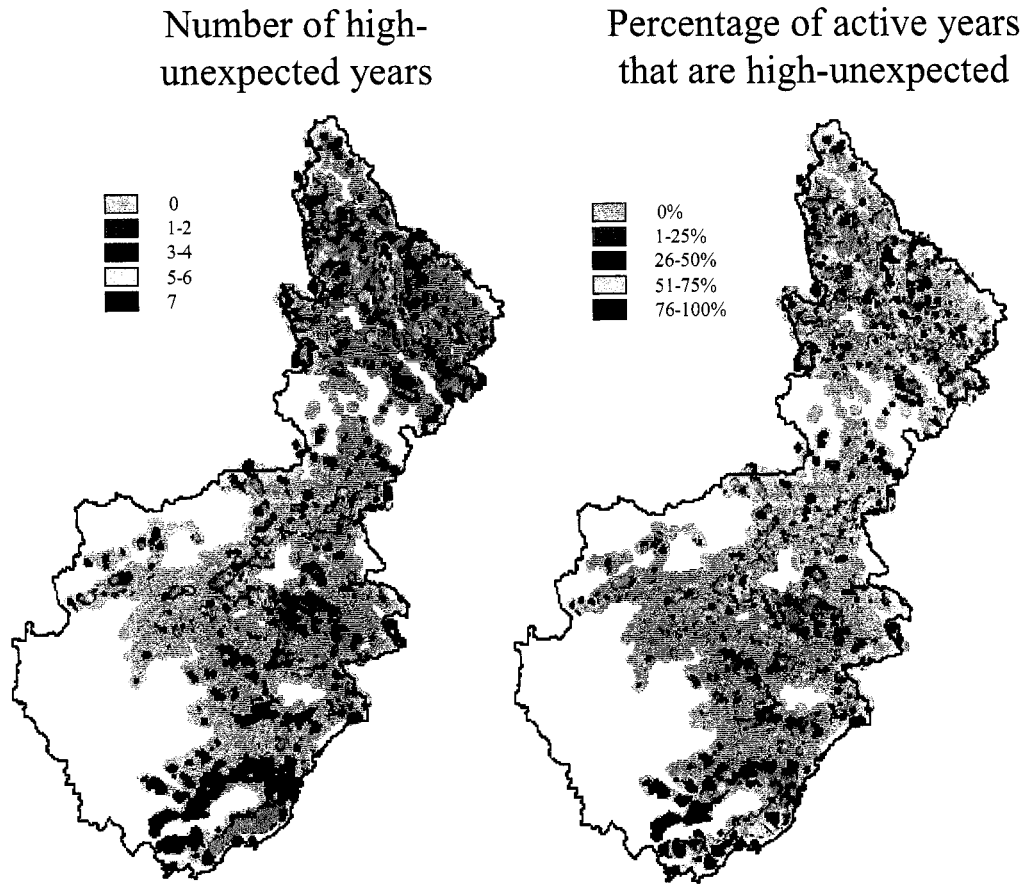 Number of high-
unexpected years
0
1-2
3-4
5-6
7
Percentage of active years
that are high-unexpected
0%
1-25%
26-50%
51-75%
76-100%